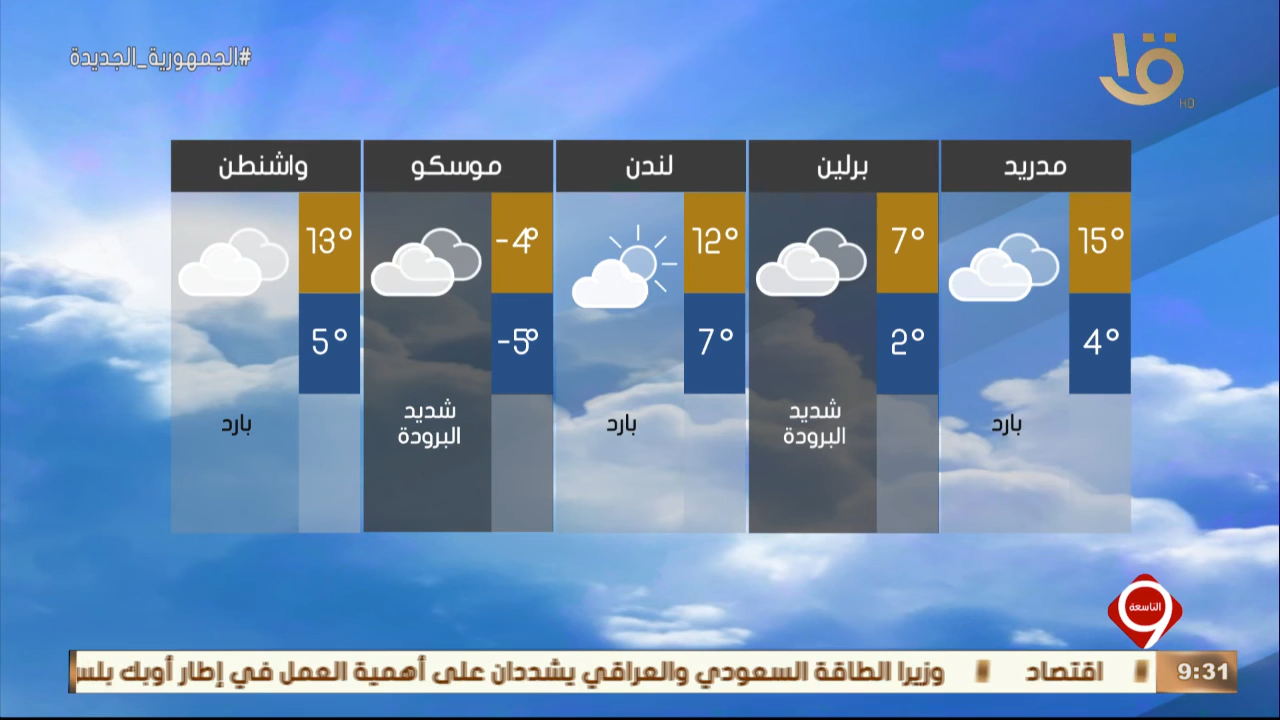 #الجمهورية_الجديدة
HD
مدريد
15°
4°
بارد
برلين
7°
2°
شديد
البرودة
لندن
12°
7°
بارد
موسكو
-4°
-5°
شديد
البرودة
واشنطن
13°
5°
بارد
التاسعة
9
9:31
اقتصاد
وزيرا الطاقة السعودي والعراقي يشددان على أهمية العمل في إطار أوبك بلس